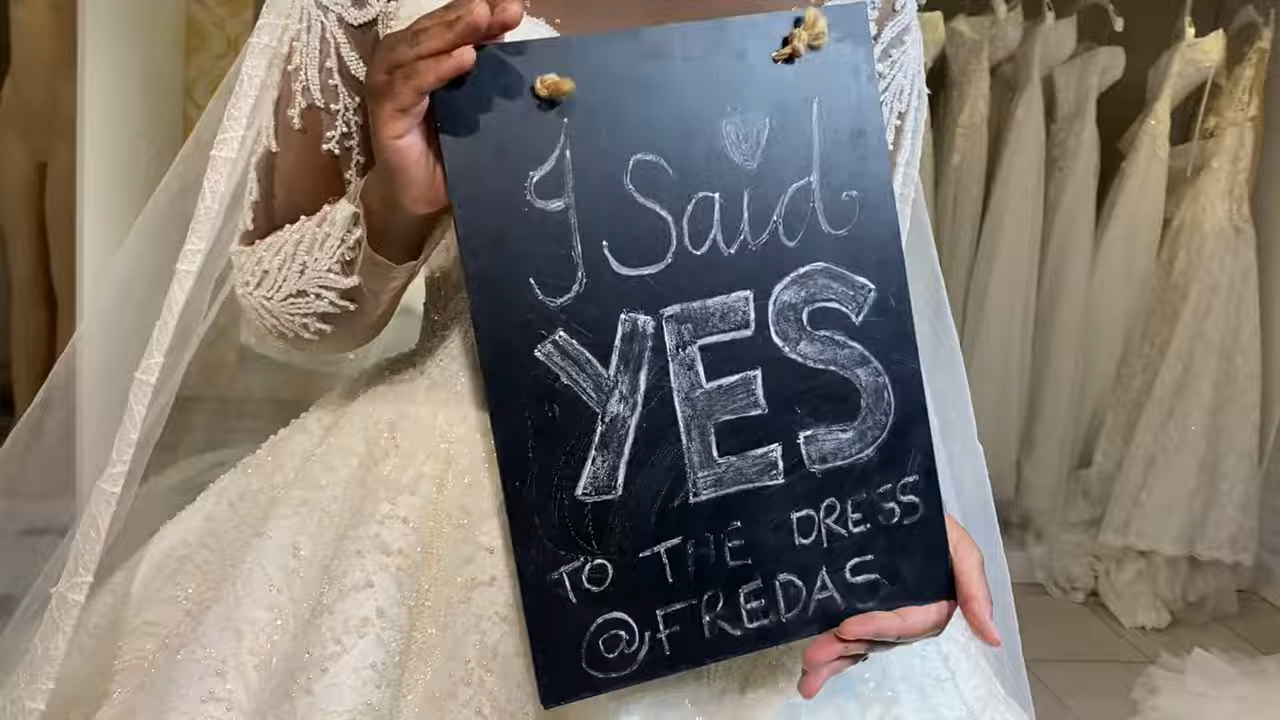 I Said
YES
TO THE DRESS
@FREDAS